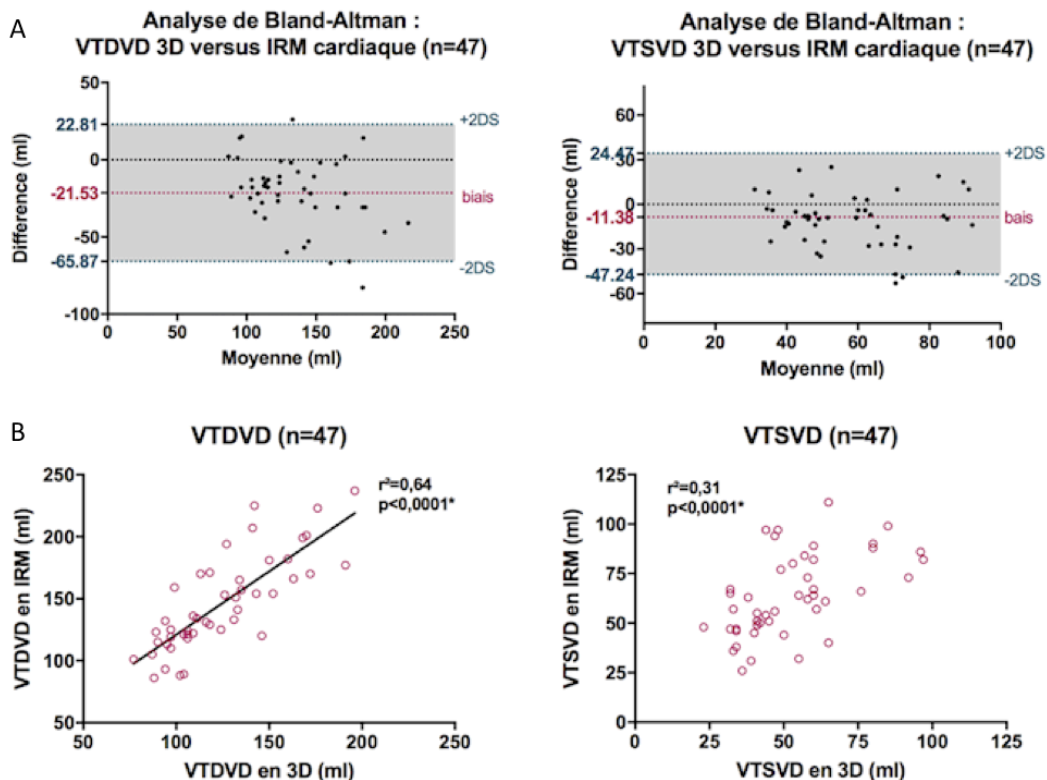 A
Analyse de Bland-Altman :
VTDVD 3D versus IRM cardiaque (n=47)
50
22.81
0
-21.53
-50
-65.87
-100
Difference (ml)
+2DS
biais
-2DS
0 50 100 150 200 250
Moyenne (ml)
Analyse de Bland-Altman :
VTSVD 3D versus IRM cardiaque (n=47)
60
24.47
30
0
-11.38
-30
-47.24
-60
Difference (ml)
+2DS
bais
-2DS
0 20 40 60 80 100
Moyenne (ml)
B
VTDVD (n=47)
r²=0,64
p<0,0001*
250
200
150
100
50
VTDVD en IRM (ml)
50 100 150 200 250
VTDVD en 3D (ml)
VTSVD (n=47)
r²=0,31
p<0,0001*
125
100
75
50
25
0
VTSVD en IRM (ml)
0 25 50 75 100 125
VTSVD en 3D (ml)